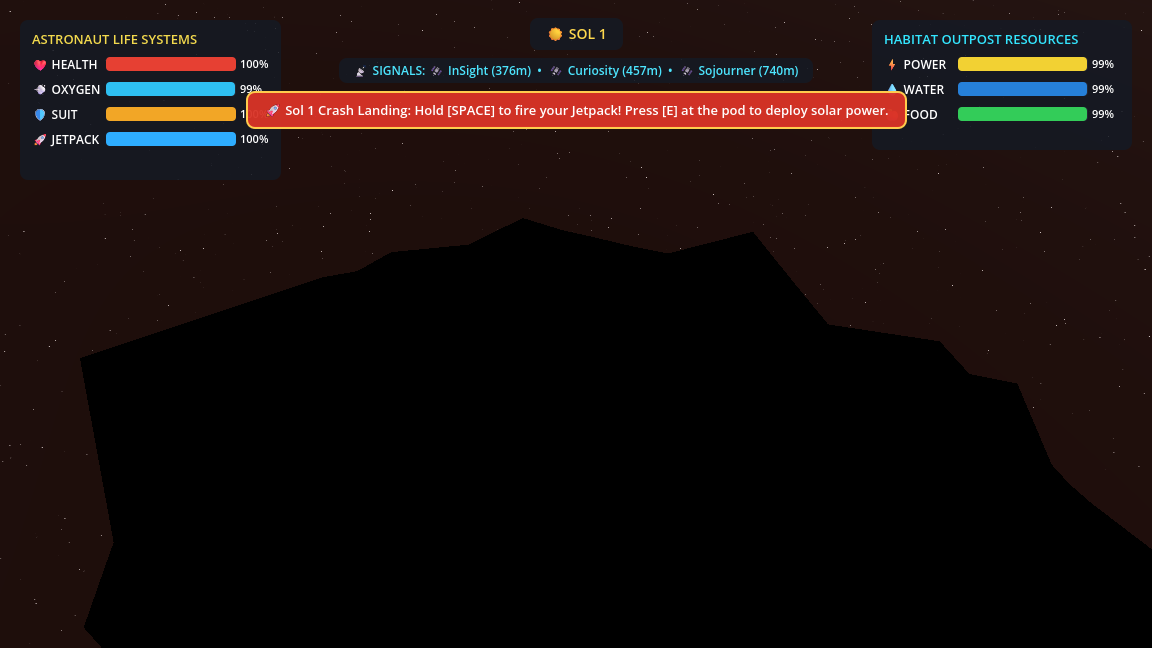 ASTRONAUT LIFE SYSTEMS
HEALTH 100%
OXYGEN 99%
SUIT
JETPACK 100%
SOL 1
SIGNALS: InSight (376m) • Curiosity (457m) • Sojourner (740m)
Sol 1 Crash Landing: Hold [SPACE] to fire your Jetpack! Press [E] at the pod to deploy solar power.
HABITAT OUTPOST RESOURCES
POWER 99%
WATER 99%
FOOD 99%